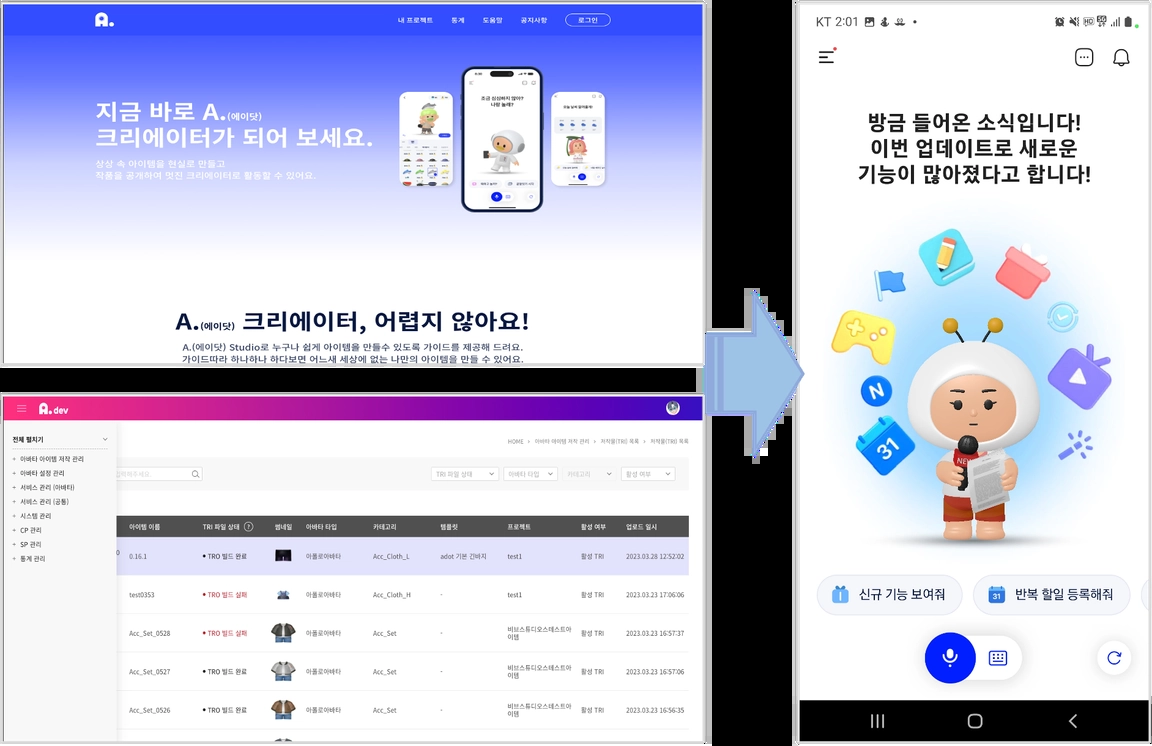 A.
내 프로젝트
통계
도움말
공지사항
로그인
지금 바로 A.(에이닷)
크리에이터가 되어 보세요.
상상 속 아이템을 현실로 만들고
작품을 공개하여 멋진 크리에이터로 활동할 수 있어요.
조금 심심하지 않아?
나랑 놀래?
A.(에이닷) 크리에이터, 어렵지 않아요!
A.(에이닷) Studio로 누구나 쉽게 아이템을 만들수 있도록 가이드를 제공해 드려요.
가이드따라 하나하나 하다보면 어느새 세상에 없는 나만의 아이템을 만들 수 있어요.
A.dev
전체 펼치기
+ 아바타 아이템 저작 관리
+ 아바타 설정 관리
+ 서비스 관리 (아바타)
+ 서비스 관리 (공통)
+ 시스템 관리
+ CP 관리
+ SP 관리
+ 통계 관리
HOME › 아바타 아이템 저작 관리 › 저작물(TRI) 목록 › 저작물(TRI) 목록
력해주세요.
TRI 파일 상태
아바타 타입
카테고리
활성 여부
아이템 이름 TRI 파일 상태 ? 썸네일 아바타 타입 카테고리 템플릿 프로젝트 활성 여부 업로드 일시
0 0.16.1 • TRO 빌드 완료 아폴로아바타 Acc_Cloth_L adot 기본 긴바지 test1 활성 TRI 2023.03.28 12:52:02
test0353 • TRO 빌드 실패 아폴로아바타 Acc_Cloth_H - test1 활성 TRI 2023.03.23 17:06:06
Acc_Set_0528 • TRO 빌드 실패 아폴로아바타 Acc_Set - 비브스튜디오스테스트아이템 활성 TRI 2023.03.23 16:57:37
Acc_Set_0527 • TRO 빌드 완료 아폴로아바타 Acc_Set - 비브스튜디오스테스트아이템 활성 TRI 2023.03.23 16:57:06
Acc_Set_0526 • TRO 빌드 완료 아폴로아바타 Acc_Set - 비브스튜디오스테스트아이템 활성 TRI 2023.03.23 16:56:35
KT 2:01
방금 들어온 소식입니다!
이번 업데이트로 새로운
기능이 많아졌다고 합니다!
N
31
NEW
신규 기능 보여줘
31
반복 할일 등록해줘